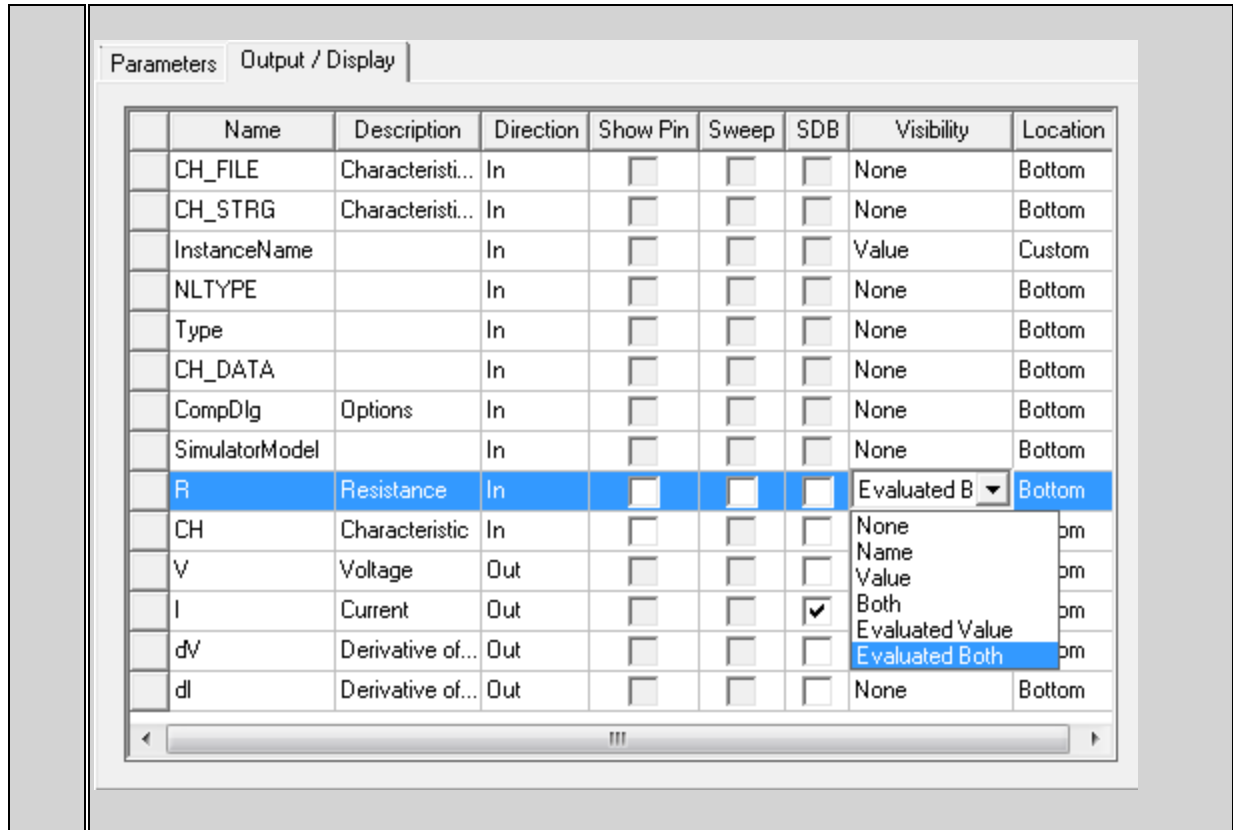 Parameters Output / Display
Name Description Direction Show Pin Sweep SDB Visibility Location
CH_FILE Characteristi... In None Bottom
CH_STRG Characteristi... In None Bottom
InstanceName In Value Custom
NLTYPE In None Bottom
Type In None Bottom
CH_DATA In None Bottom
CompDlg Options In None Bottom
SimulatorModel In None Bottom
R Resistance In Evaluated B Bottom
CH Characteristic In None om
V Voltage Out Name om
Value
I Current Out Both om
Evaluated Value
dV Derivative of... Out Evaluated Both om
dI Derivative of... Out None Bottom